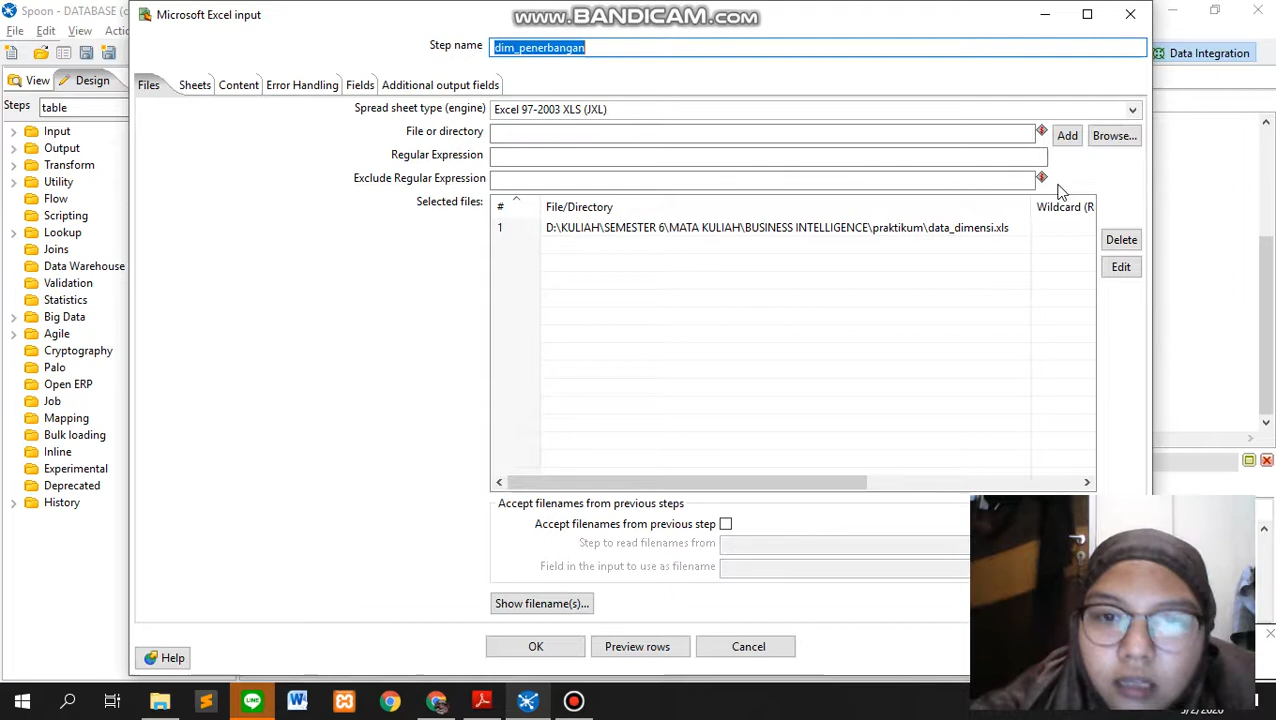 Spoon - DATABASE (c
Microsoft Excel input
www.BANDICAM.com
File Edit View Actio
Step name dim_penerbangan
Data Integration
View Design
Files Sheets Content Error Handling Fields Additional output fields
Steps table
Spread sheet type (engine) Excel 97-2003 XLS (JXL)
File or directory Add Browse...
Regular Expression
Exclude Regular Expression
Selected files: # File/Directory Wildcard (R
1 D:\KULIAH\SEMESTER 6\MATA KULIAH\BUSINESS INTELLIGENCE\praktikum\data_dimensi.xls
Delete
Edit
Input
Output
Transform
Utility
Flow
Scripting
Lookup
Joins
Data Warehouse
Validation
Statistics
Big Data
Agile
Cryptography
Palo
Open ERP
Job
Mapping
Bulk loading
Inline
Experimental
Deprecated
History
Accept filenames from previous steps
Accept filenames from previous step
Step to read filenames from
Field in the input to use as filename
Show filename(s)...
OK Preview rows Cancel
Help